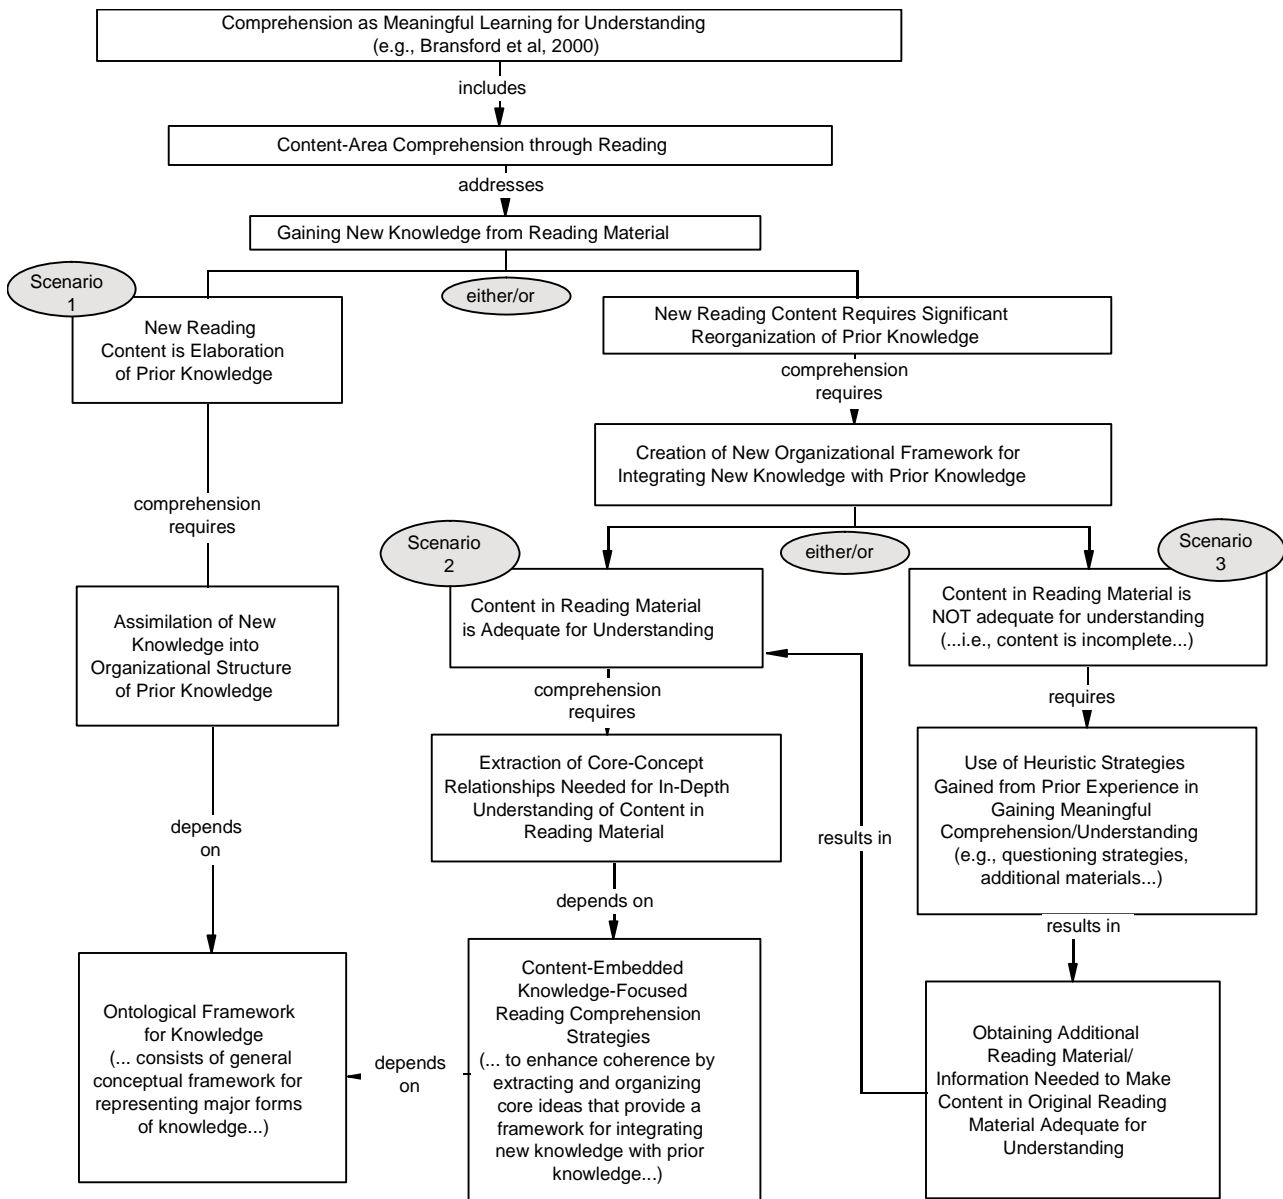 Comprehension as Meaningful Learning for Understanding
(e.g., Bransford et al, 2000)
includes
Content-Area Comprehension through Reading
addresses
Gaining New Knowledge from Reading Material
Scenario
1
either/or
New Reading
Content is Elaboration
of Prior Knowledge
New Reading Content Requires Significant
Reorganization of Prior Knowledge
comprehension
requires
Creation of New Organizational Framework for
Integrating New Knowledge with Prior Knowledge
comprehension
requires
Scenario
2
either/or
Scenario
3
Assimilation of New
Knowledge into
Organizational Structure
of Prior Knowledge
Content in Reading Material
is Adequate for Understanding
Content in Reading Material is
NOT adequate for understanding
(...i.e., content is incomplete...)
comprehension
requires
requires
Extraction of Core-Concept
Relationships Needed for In-Depth
Understanding of Content in
Reading Material
Use of Heuristic Strategies
Gained from Prior Experience in
Gaining Meaningful
Comprehension/Understanding
(e.g., questioning strategies,
additional materials...)
depends
on
results in
depends on
results in
Ontological Framework
for Knowledge
(... consists of general
conceptual framework for
representing major forms
of knowledge...)
depends
on
Content-Embedded
Knowledge-Focused
Reading Comprehension
Strategies
(... to enhance coherence by
extracting and organizing
core ideas that provide a
framework for integrating
new knowledge with prior
knowledge...)
Obtaining Additional
Reading Material/
Information Needed to Make
Content in Original Reading
Material Adequate for
Understanding